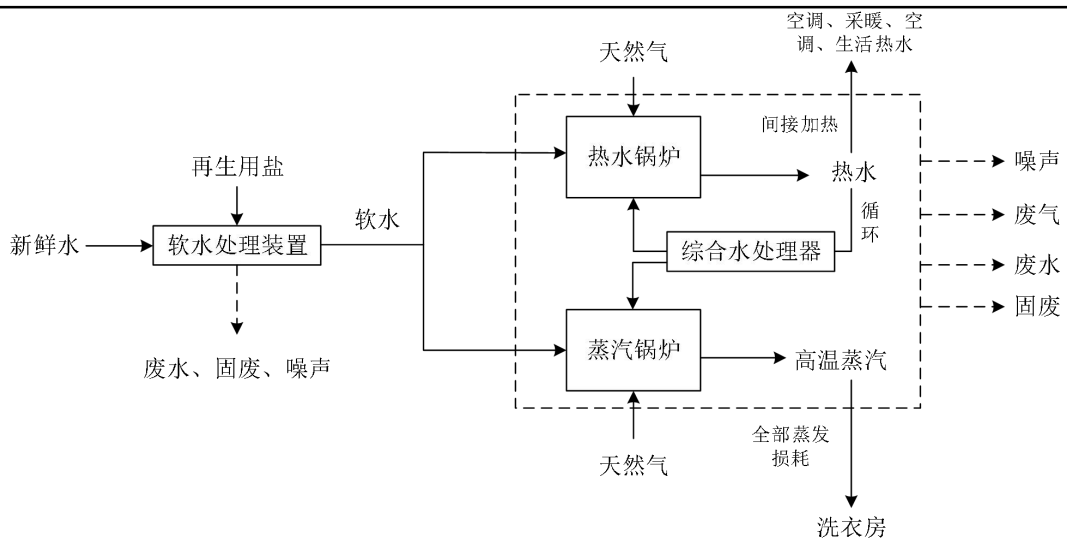 空调、采暖、空
调、生活热水
天然气
间接加热
热水锅炉
热水
噪声
再生用盐
循
环
废气
软水
新鲜水
软水处理装置
综合水处理器
废水
固废
蒸汽锅炉
高温蒸汽
废水、固废、噪声
全部蒸发
损耗
天然气
洗衣房